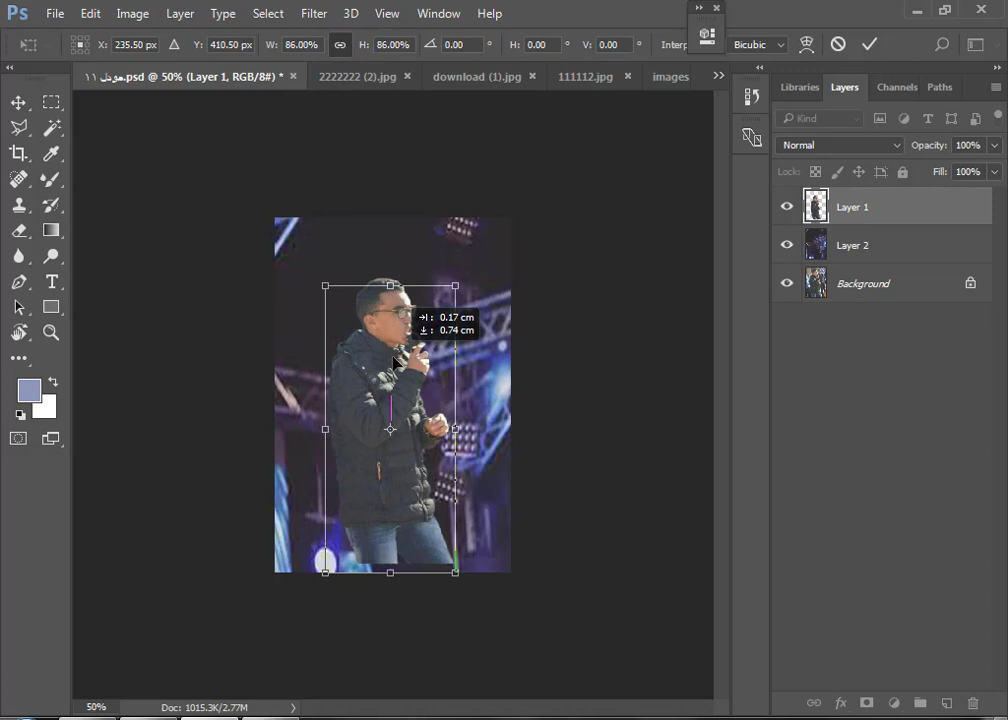 Ps File Edit Image Layer Type Select Filter 3D View Window Help
X: 235.50 px Y: 410.50 px W: 86.00% H: 86.00% 0.00 ° H: 0.00 ° V: 0.00 ° Interp Bicubic
هودل ١١.psd @ 50% (Layer 1, RGB/8#) * × 2222222 (2).jpg × download (1).jpg × 111112.jpg × images
Libraries Layers Channels Paths
Kind
Normal Opacity: 100%
Lock: Fill: 100%
Layer 1
Layer 2
Background
0.17 cm
0.74 cm
T
50% Doc: 1015.3K/2.77M